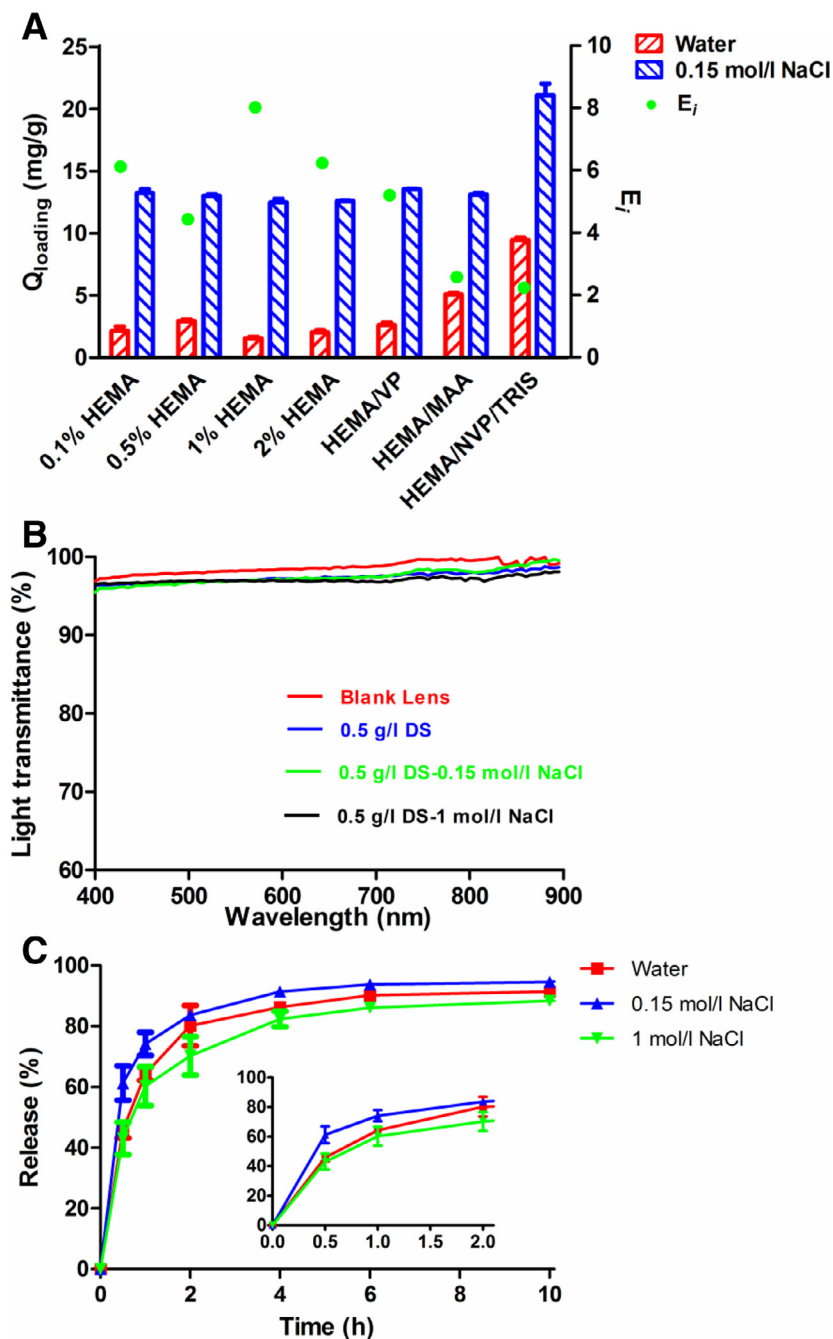 A
Water
0.15 mol/l NaCl
E_i
Q_loading (mg/g)
25
20
15
10
5
0
10
8
6
4
2
0
E_i
0.1% HEMA
0.5% HEMA
1% HEMA
2% HEMA
HEMA/VP
HEMA/MAA
HEMA/NVP/TRIS
B
Light transmittance (%)
100
90
80
70
60
Blank Lens
0.5 g/l DS
0.5 g/l DS-0.15 mol/l NaCl
0.5 g/l DS-1 mol/l NaCl
400 500 600 700 800 900
Wavelength (nm)
C
Release (%)
100
80
60
40
20
0
Water
0.15 mol/l NaCl
1 mol/l NaCl
100
80
60
40
20
0
0.0 0.5 1.0 1.5 2.0
0 2 4 6 8 10
Time (h)